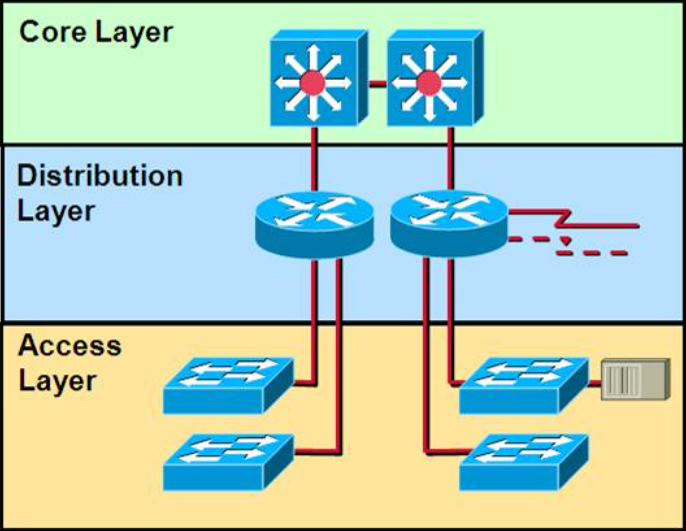 Core Layer
Distribution
Layer
Access
Layer